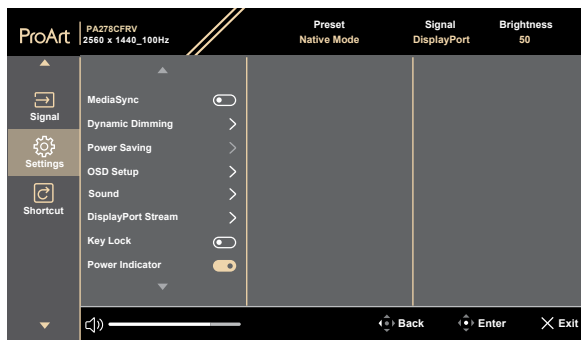 ProArt
PA278CFRV
2560 x 1440_100Hz
Preset
Native Mode
Signal
DisplayPort
Brightness
50
Signal
Settings
Shortcut
MediaSync
Dynamic Dimming
Power Saving
OSD Setup
Sound
DisplayPort Stream
Key Lock
Power Indicator
Back
Enter
Exit